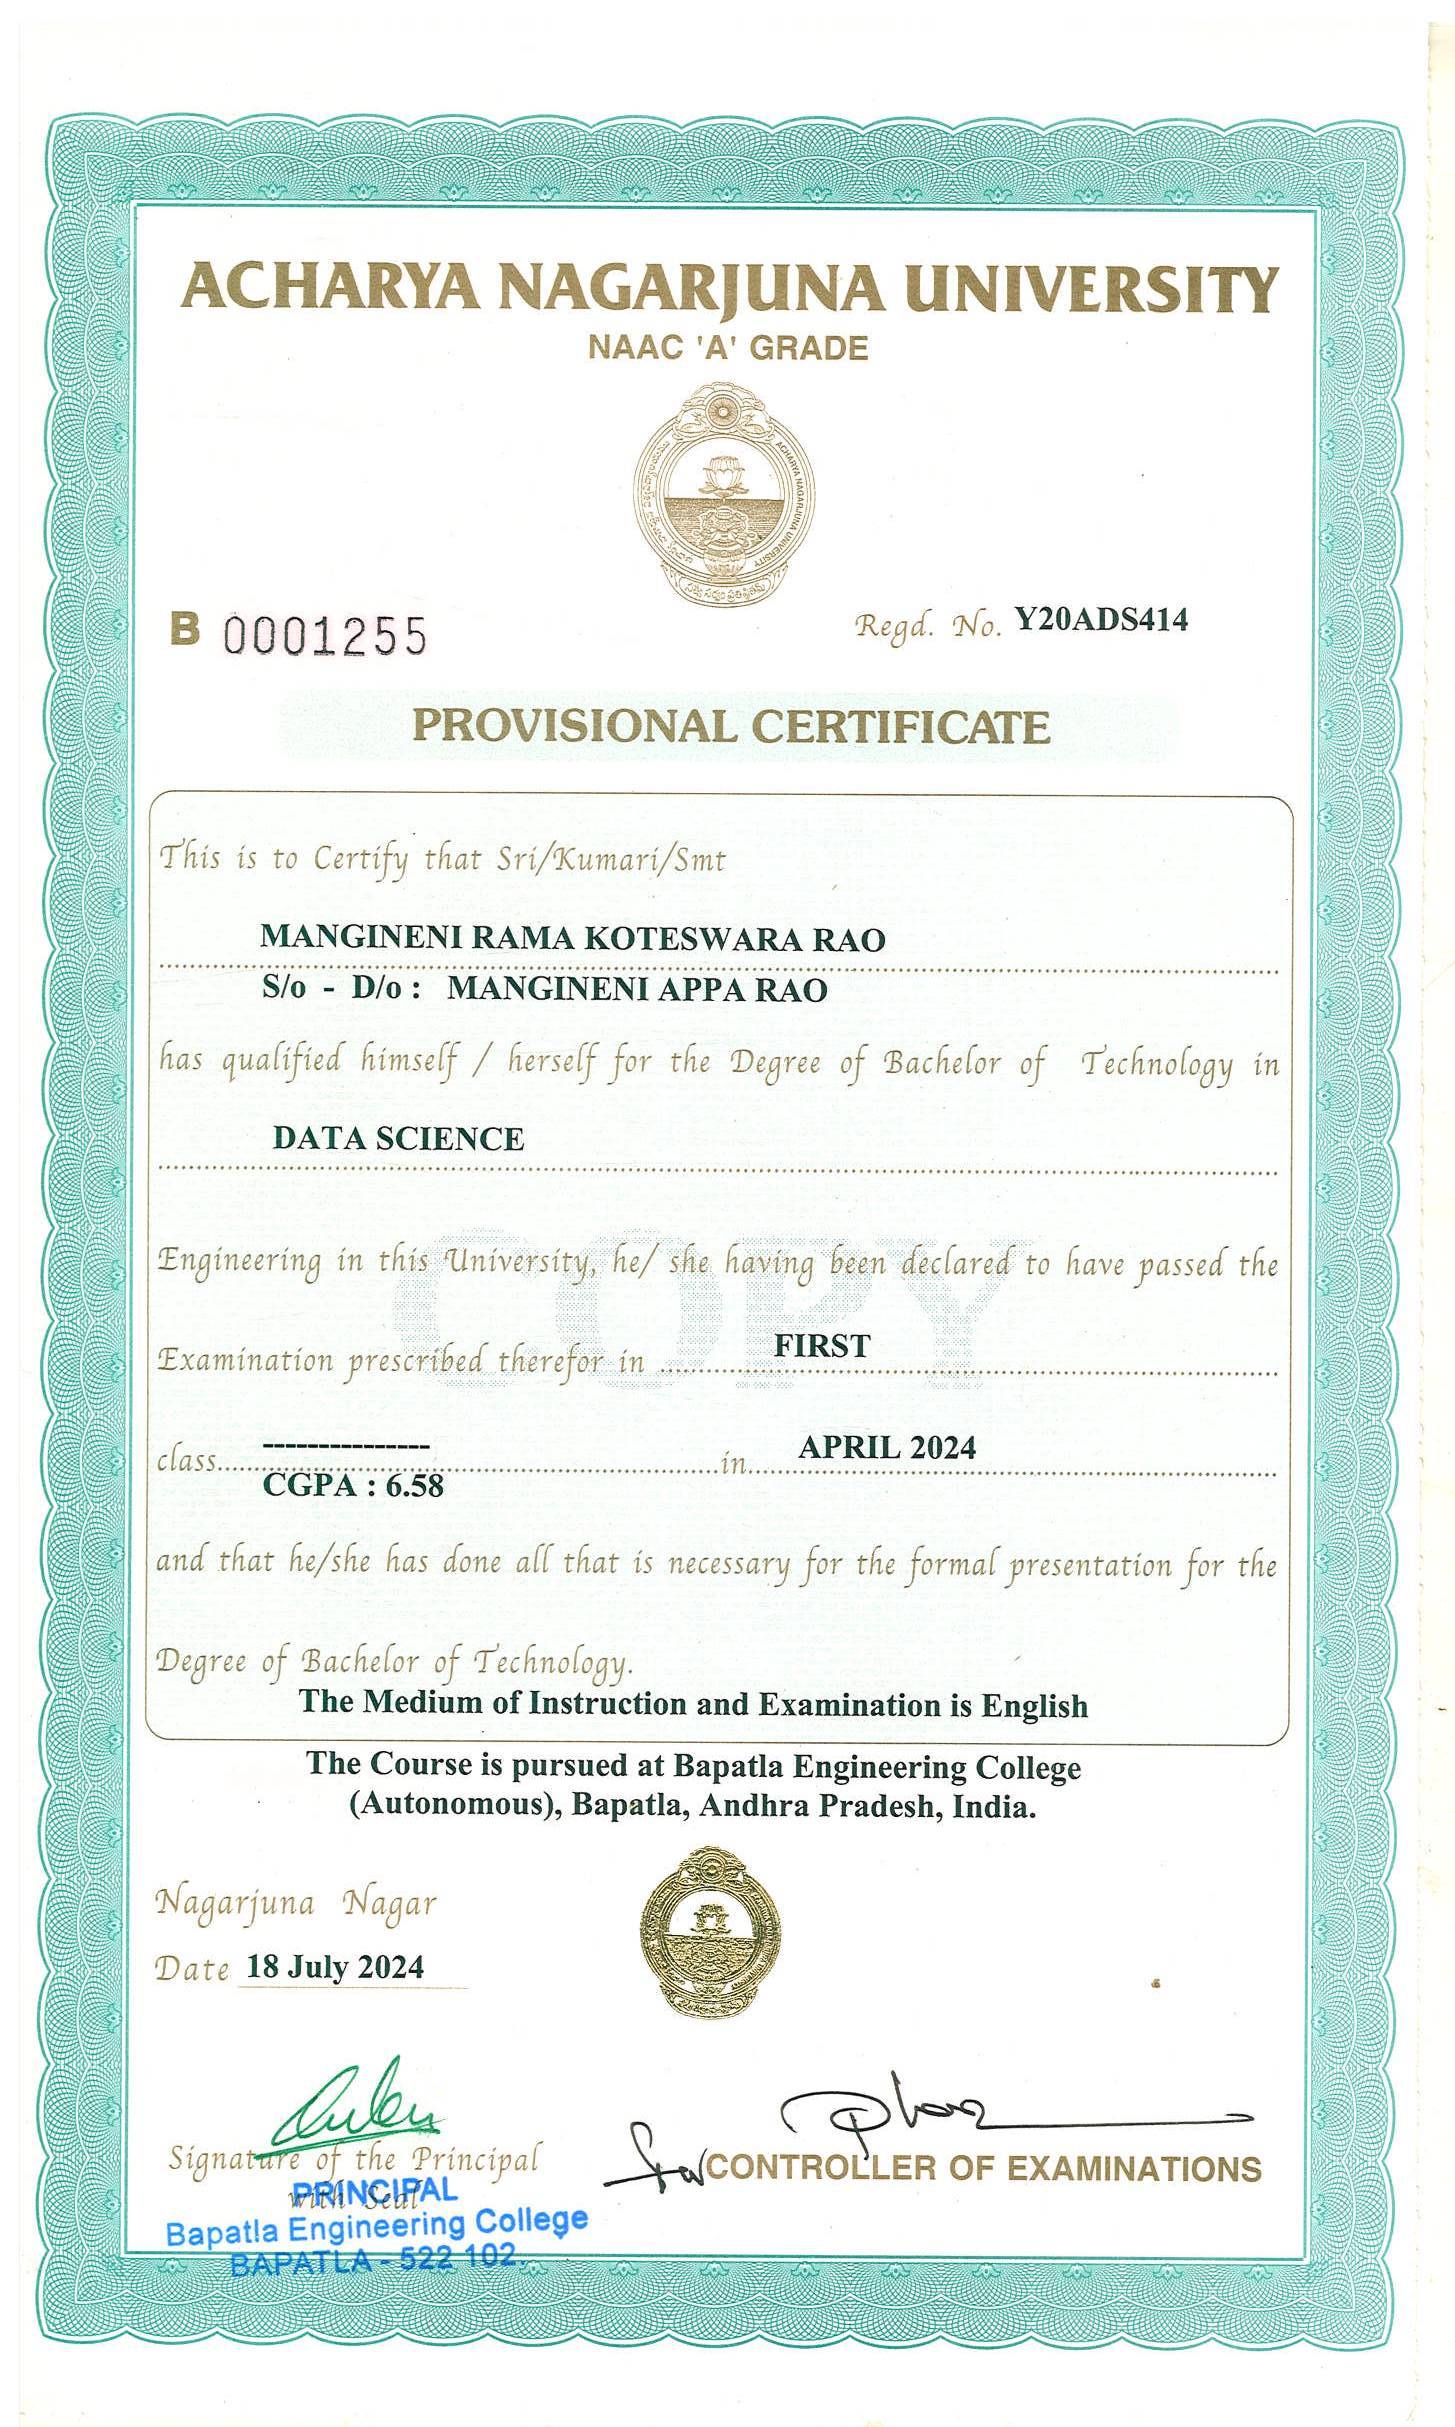 ACHARYA NAGARJUNA UNIVERSITY
NAAC 'A' GRADE
ACHARYA NAGARJUNA UNIVERSITY
B 0001255
Regd. No. Y20ADS414
PROVISIONAL CERTIFICATE
This is to Certify that Sri/Kumari/Smt
MANGINENI RAMA KOTESWARA RAO
S/o - D/o : MANGINENI APPA RAO
has qualified himself / herself for the Degree of Bachelor of Technology in
DATA SCIENCE
COPY
Engineering in this University, he/ she having been declared to have passed the
Examination prescribed therefor in FIRST
class --------------- in APRIL 2024
CGPA : 6.58
and that he/she has done all that is necessary for the formal presentation for the
Degree of Bachelor of Technology.
The Medium of Instruction and Examination is English
The Course is pursued at Bapatla Engineering College
(Autonomous), Bapatla, Andhra Pradesh, India.
Nagarjuna Nagar
Date 18 July 2024
Signature of the Principal
with Seal
PRINCIPAL
Bapatla Engineering College
BAPATLA - 522 102.
for CONTROLLER OF EXAMINATIONS